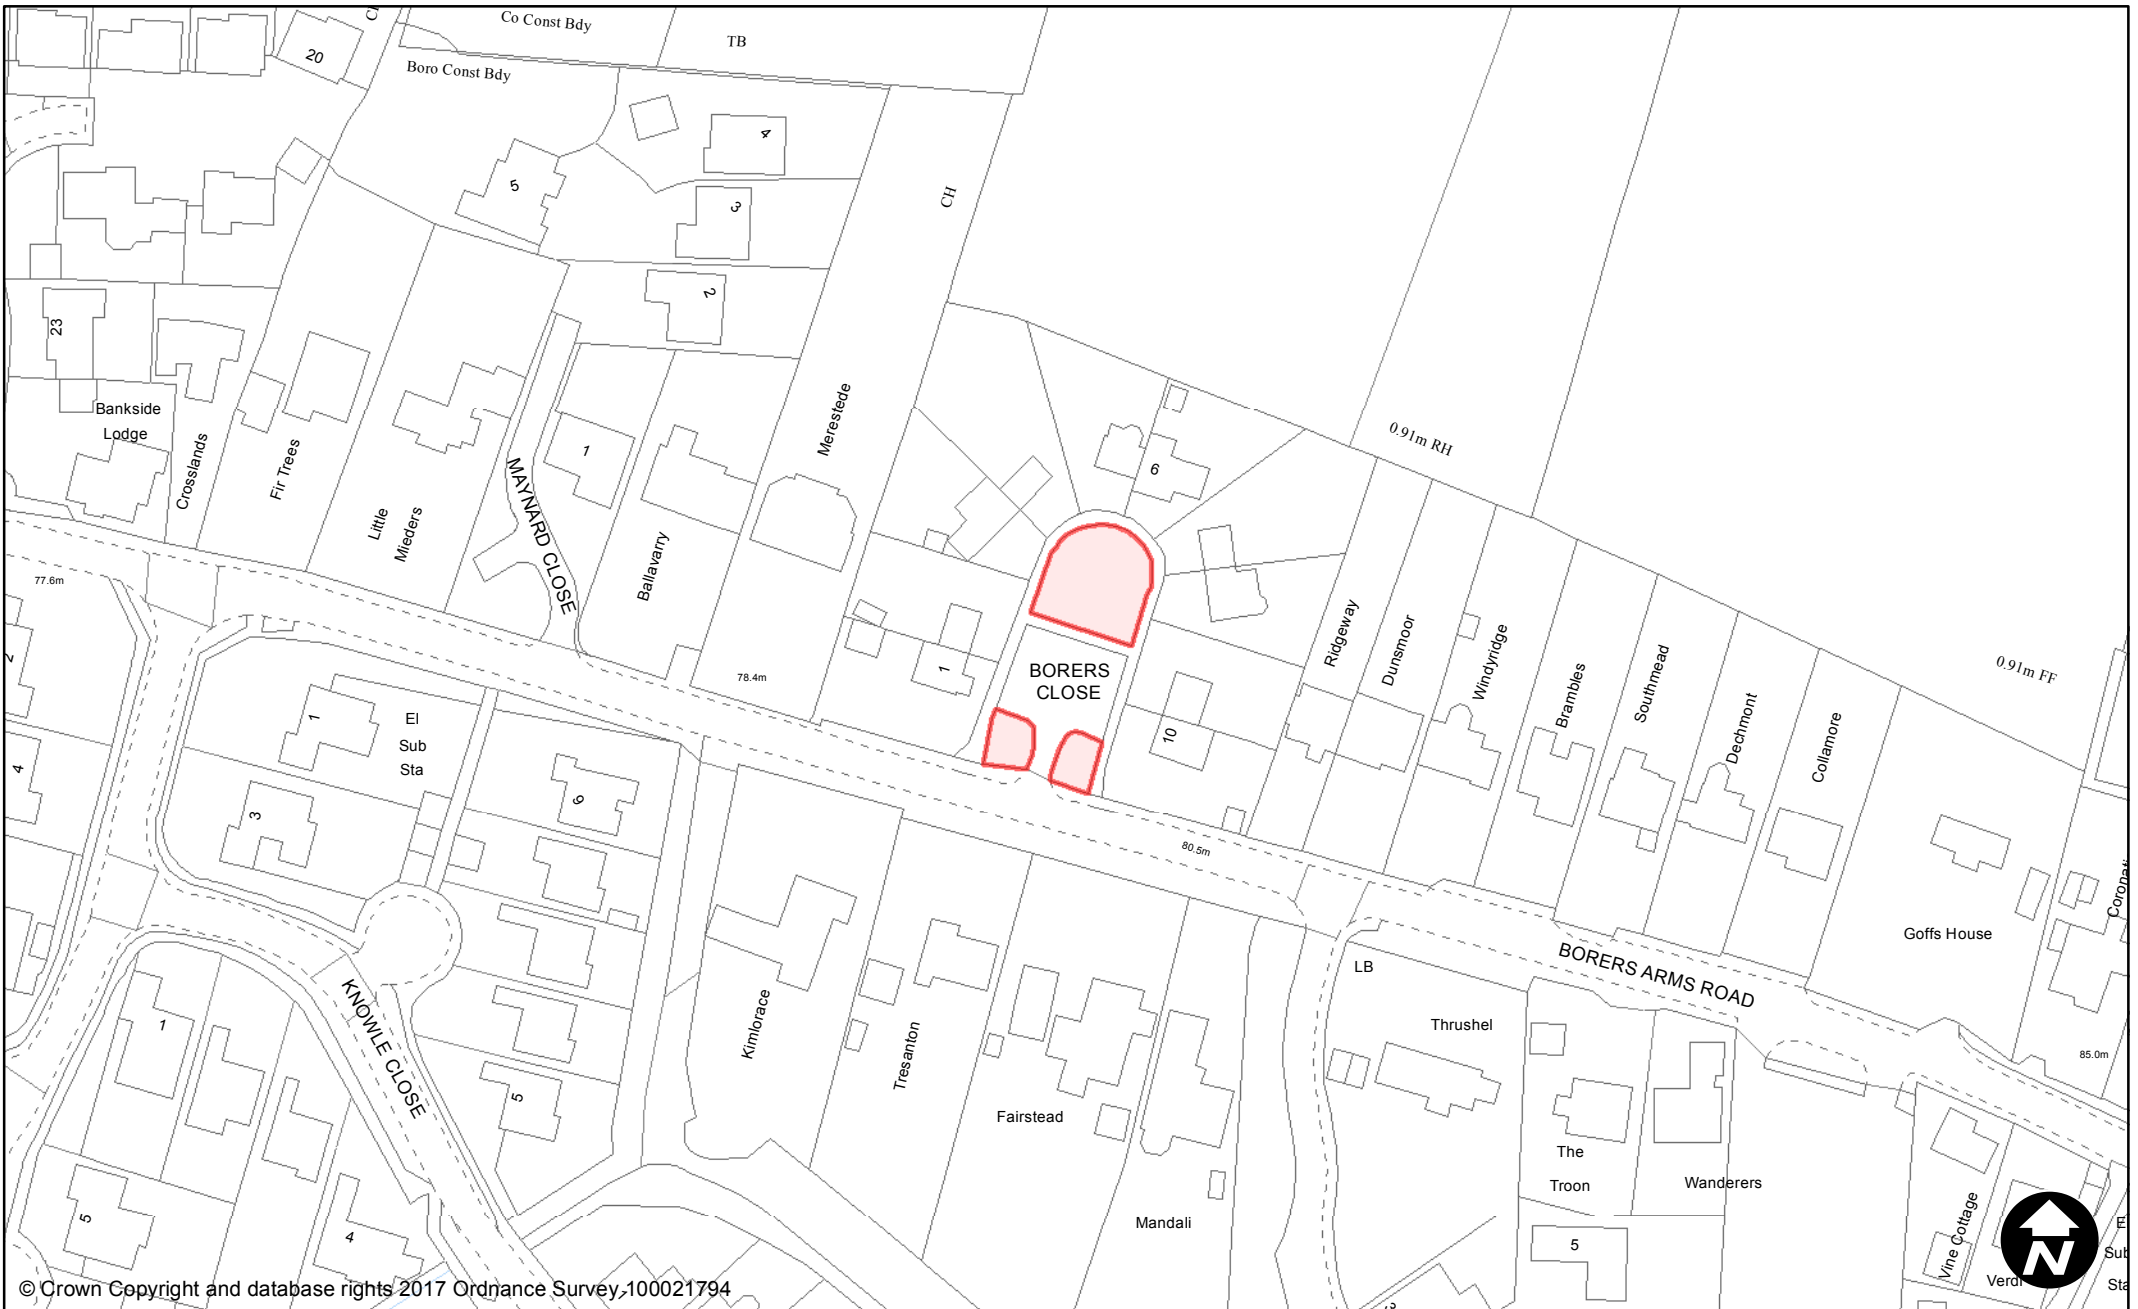 Co Const Bdy
TB
20
Boro Const Bdy
4
5
3
CH
2
23
Bankside
Lodge
Crosslands
Fir Trees
Little
Mieders
MAYNARD CLOSE
1
Ballavarry
Merestede
6
0.91m RH
77.6m
78.4m
1
BORERS
CLOSE
10
Ridgeway
Dunsmoor
Windyridge
Brambles
Southmead
Dechmont
Collamore
0.91m FF
2
4
1
El
Sub
Sta
3
9
80.5m
Goffs House
LB
BORERS ARMS ROAD
Thrushel
85.0m
KNOWLE CLOSE
1
5
Kimlorace
Tresanton
Fairstead
The
Troon
Wanderers
Mandali
5
4
5
Vine Cottage
N
Sub
Sta
© Crown Copyright and database rights 2017 Ordnance Survey 100021794